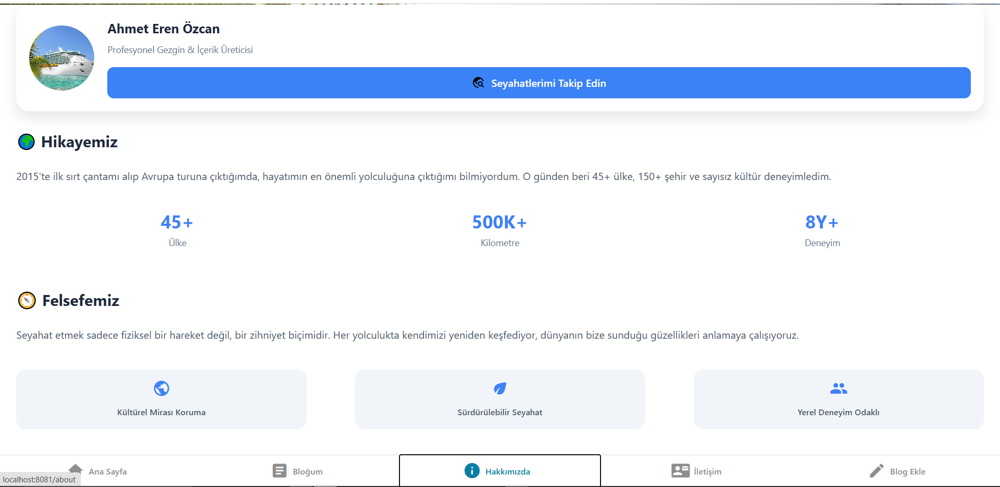 Ahmet Eren Özcan
Profesyonel Gezgin & İçerik Üreticisi
Seyahatlerimi Takip Edin
Hikayemiz
2015'te ilk sırt çantamı alıp Avrupa turuna çıktığımda, hayatımın en önemli yolculuğuna çıktığımı bilmiyordum. O günden beri 45+ ülke, 150+ şehir ve sayısız kültür deneyimledim.
45+ 500K+ 8Y+
Ülke Kilometre Deneyim
Felsefemiz
Seyahat etmek sadece fiziksel bir hareket değil, bir zihniyet biçimidir. Her yolculukta kendimizi yeniden keşfediyor, dünyanın bize sunduğu güzellikleri anlamaya çalışıyoruz.
Kültürel Mirası Koruma Sürdürülebilir Seyahat Yerel Deneyim Odaklı
Ana Sayfa Bloğum Hakkımızda İletişim Blog Ekle
localhost:8081/about